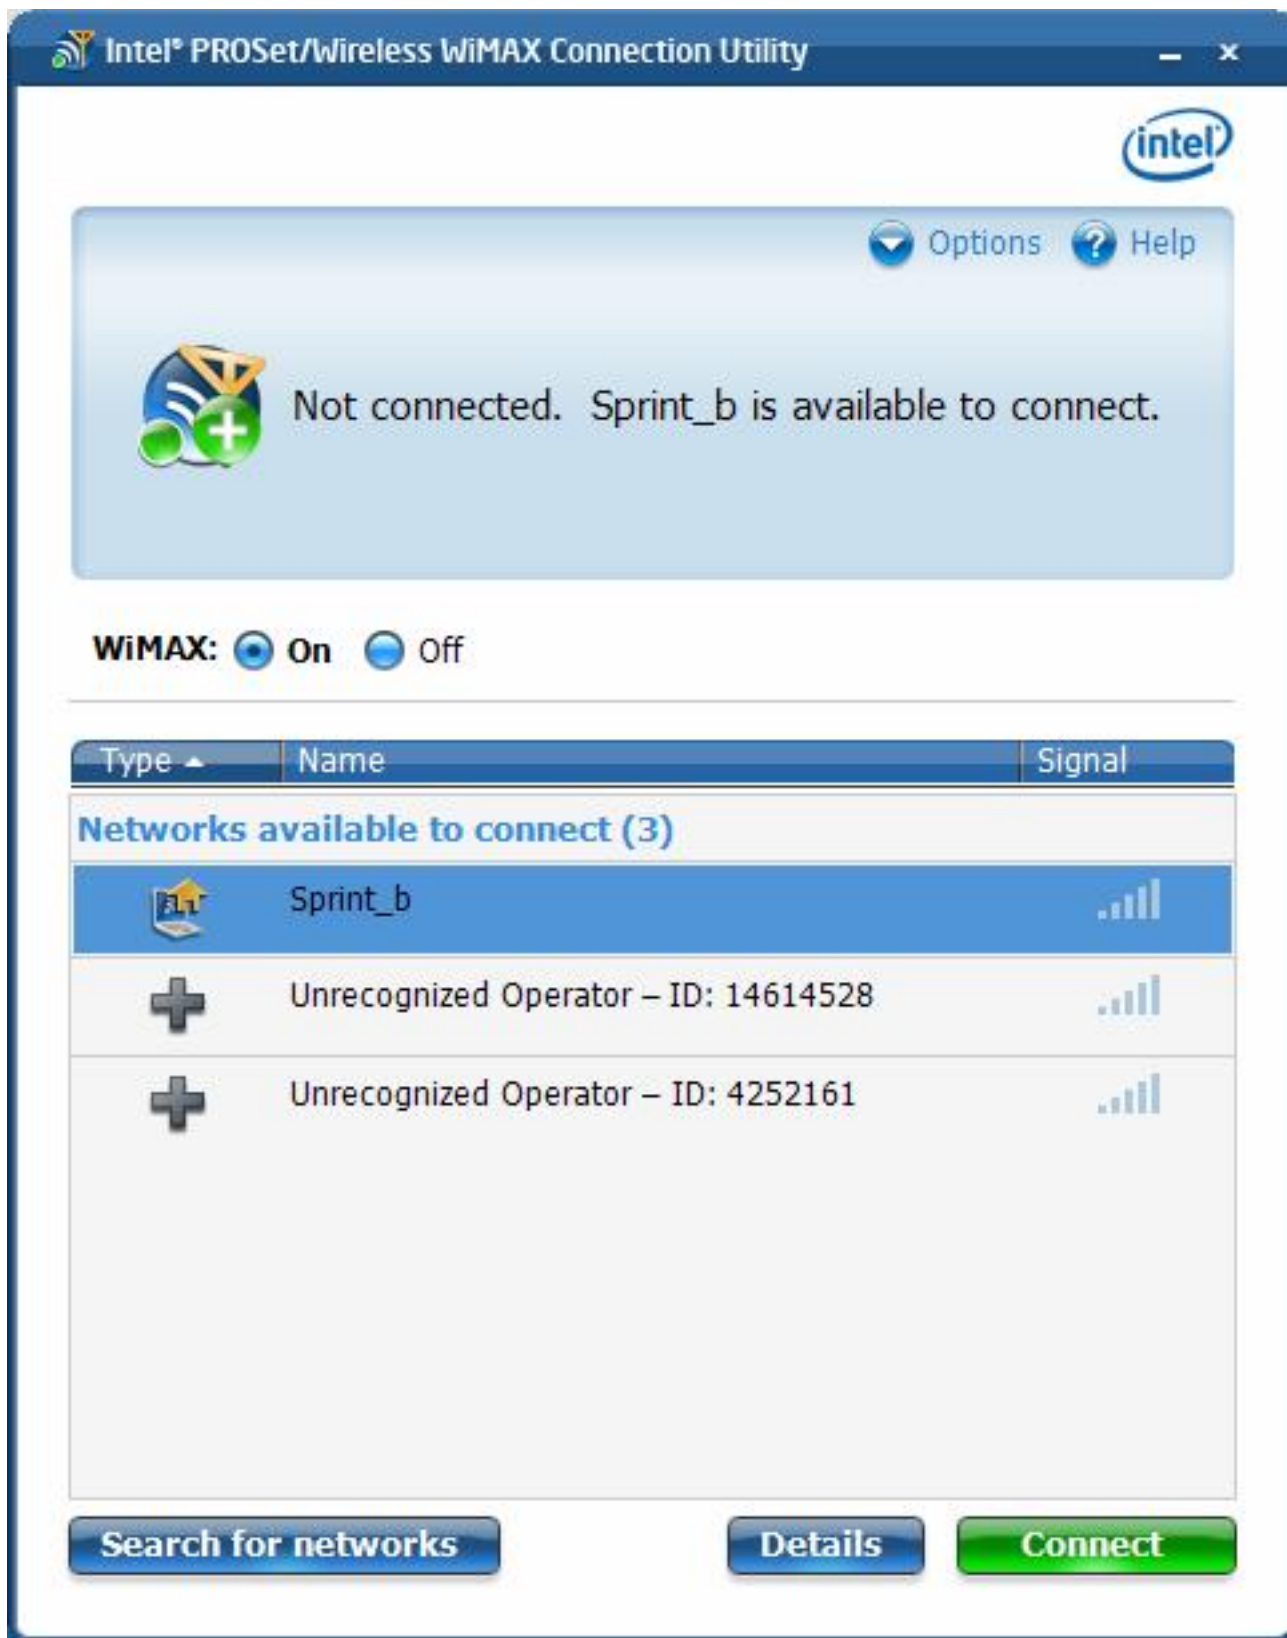 Intel® PROSet/Wireless WiMAX Connection Utility
intel
Options Help
Not connected. Sprint_b is available to connect.
WiMAX: On Off
Type Name Signal
Networks available to connect (3)
Sprint_b
Unrecognized Operator – ID: 14614528
Unrecognized Operator – ID: 4252161
Search for networks Details Connect